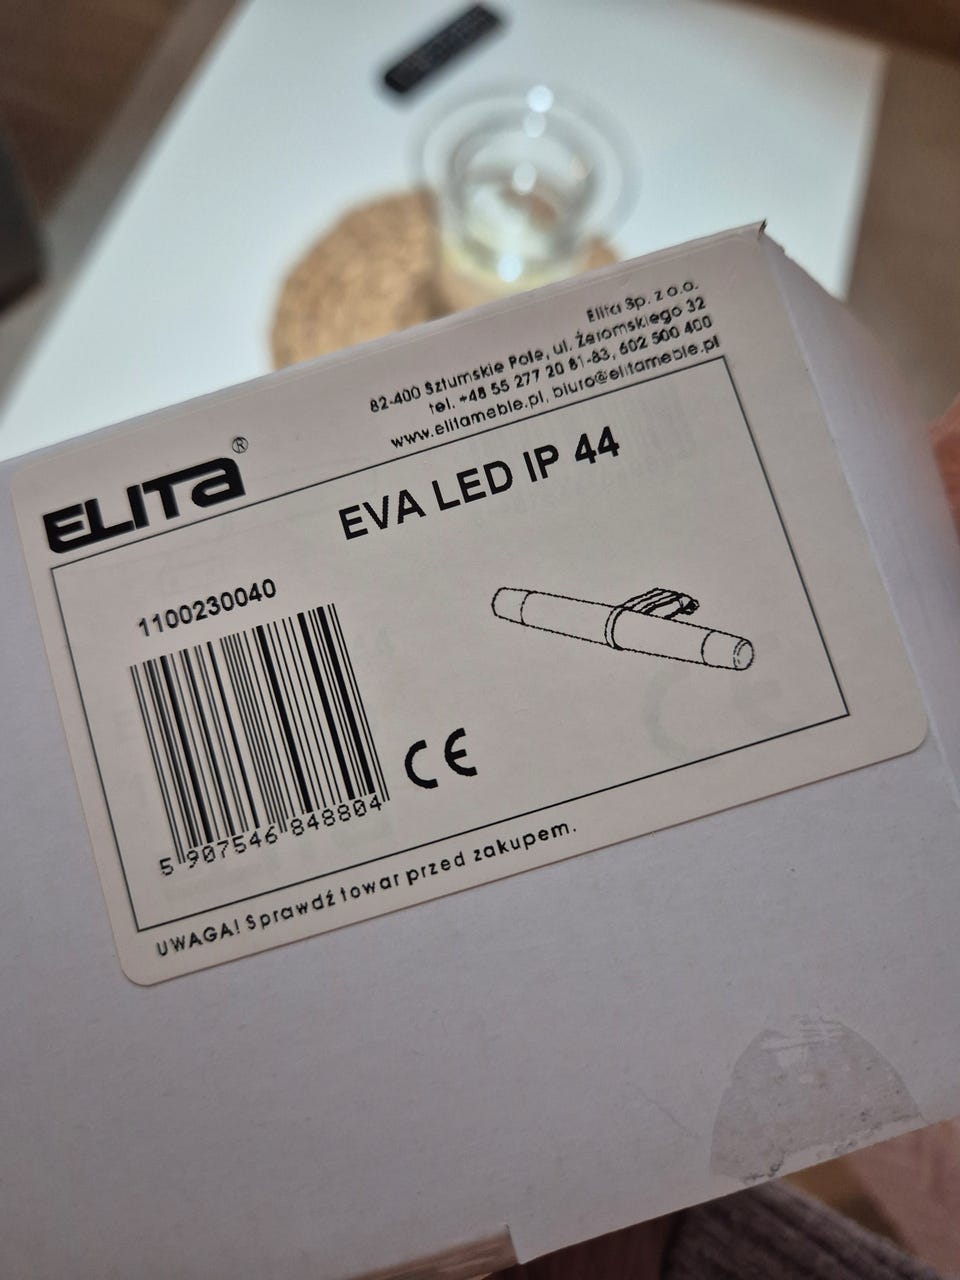 Elita Sp. z o.o.
82-400 Sztumskie Pole, ul. Żeromskiego 32
tel. +48 55 277 20 81-83, 602 500 400
www.elitameble.pl, biuro@elitameble.pl
ELITa®
EVA LED IP 44
1100230040
5 907546 848804
CE
UWAGA! Sprawdź towar przed zakupem.